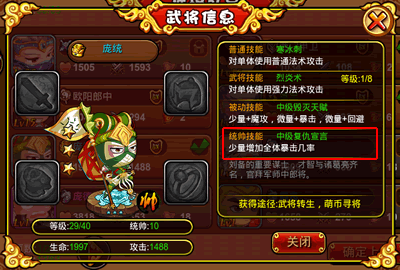 武将信息
庞统
普通技能 寒冰刺
对单体使用普通法术攻击
武将技能 烈炎术 等级:1/8
对单体使用强力法术攻击
被动技能 中级毁灭天赋
少量+魔攻，微量+暴击，微量+回避
统帅技能 中级复仇宣言
少量增加全体暴击几率
刘备的重要谋士，才智与诸葛亮齐名，官拜军师中郎将。
获得途径:武将转生，萌币寻将
帅
等级:29/40 统帅:10
生命:1997 攻击:1488
关闭
1505
1593
欧阳郎中